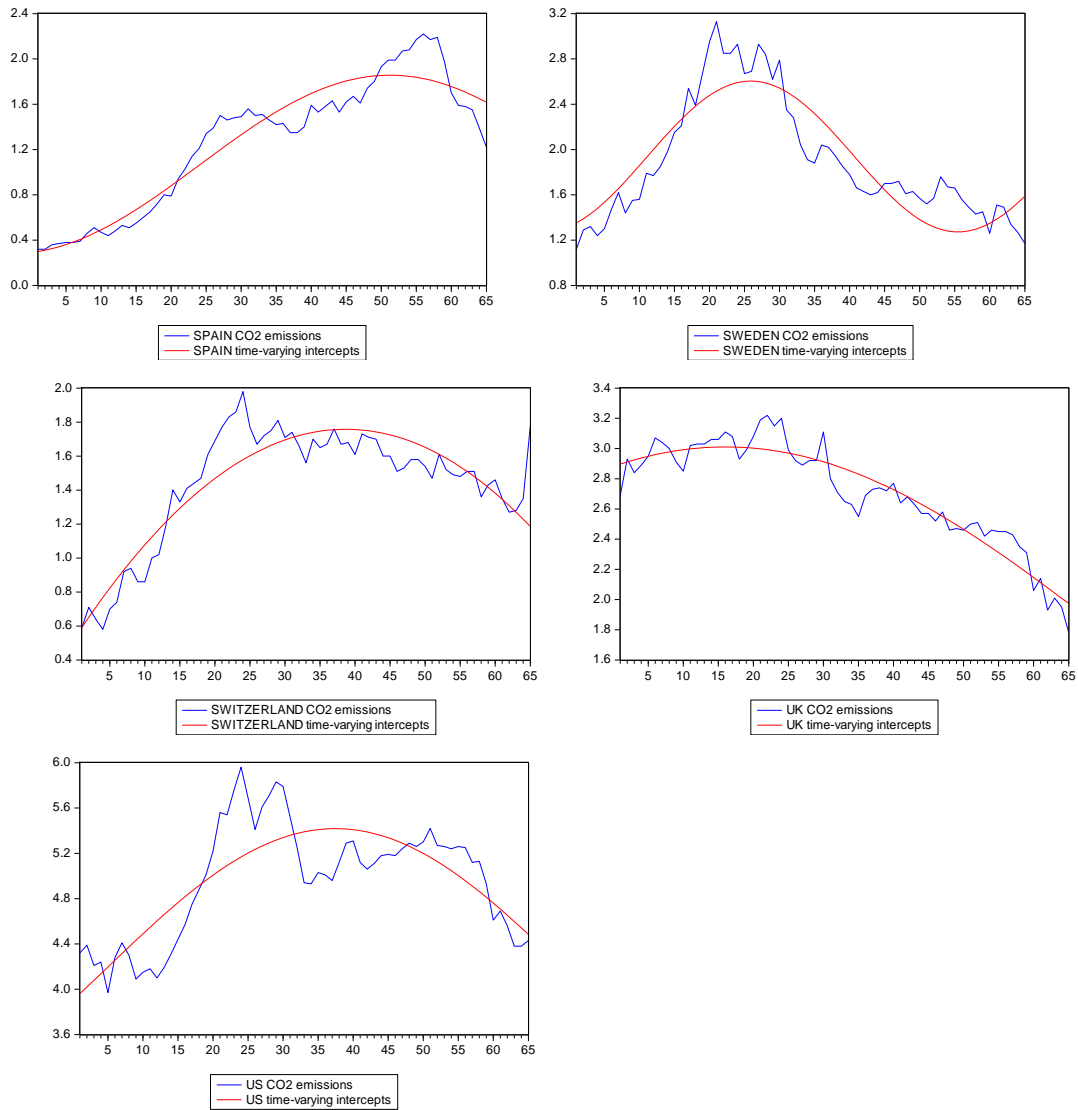 2.4
2.0
1.6
1.2
0.8
0.4
0.0
5 10 15 20 25 30 35 40 45 50 55 60 65
SPAIN CO2 emissions
SPAIN time-varying intercepts
3.2
2.8
2.4
2.0
1.6
1.2
0.8
5 10 15 20 25 30 35 40 45 50 55 60 65
SWEDEN CO2 emissions
SWEDEN time-varying intercepts
2.0
1.8
1.6
1.4
1.2
1.0
0.8
0.6
0.4
5 10 15 20 25 30 35 40 45 50 55 60 65
SWITZERLAND CO2 emissions
SWITZERLAND time-varying intercepts
3.4
3.2
3.0
2.8
2.6
2.4
2.2
2.0
1.8
1.6
5 10 15 20 25 30 35 40 45 50 55 60 65
UK CO2 emissions
UK time-varying intercepts
6.0
5.6
5.2
4.8
4.4
4.0
3.6
5 10 15 20 25 30 35 40 45 50 55 60 65
US CO2 emissions
US time-varying intercepts